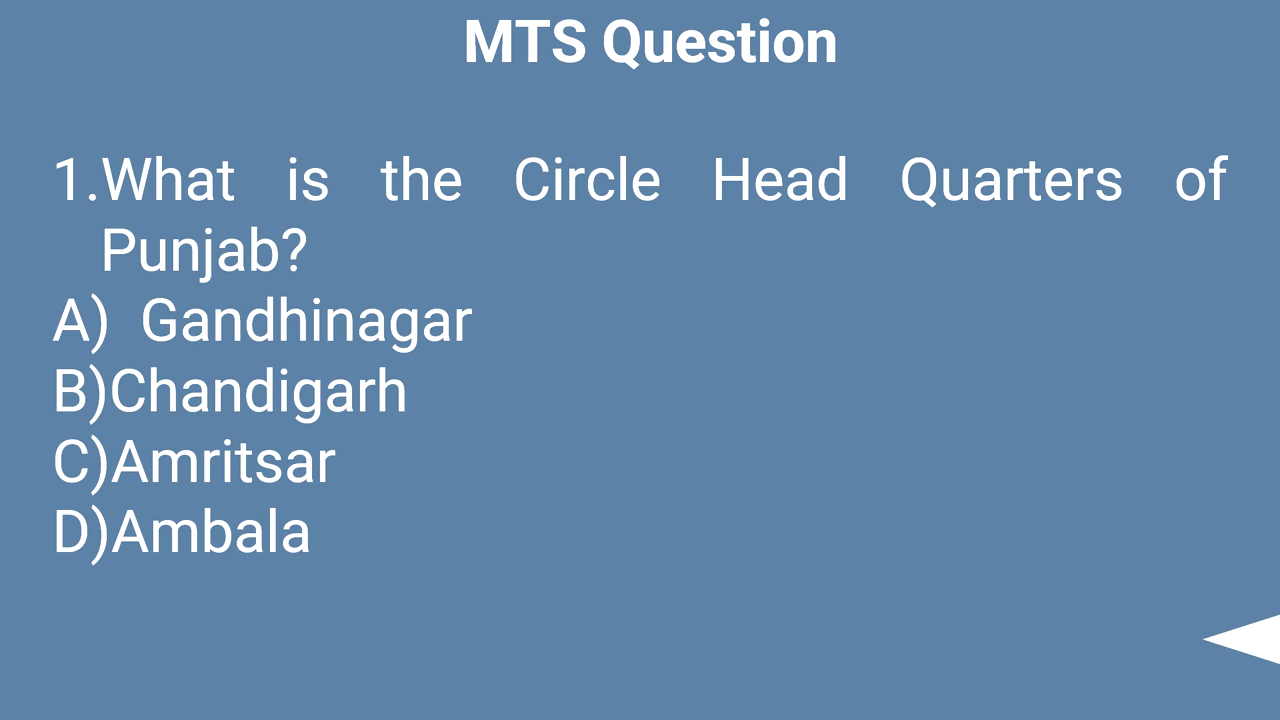 MTS Question
1.What is the Circle Head Quarters of
Punjab?
A) Gandhinagar
B)Chandigarh
C)Amritsar
D)Ambala